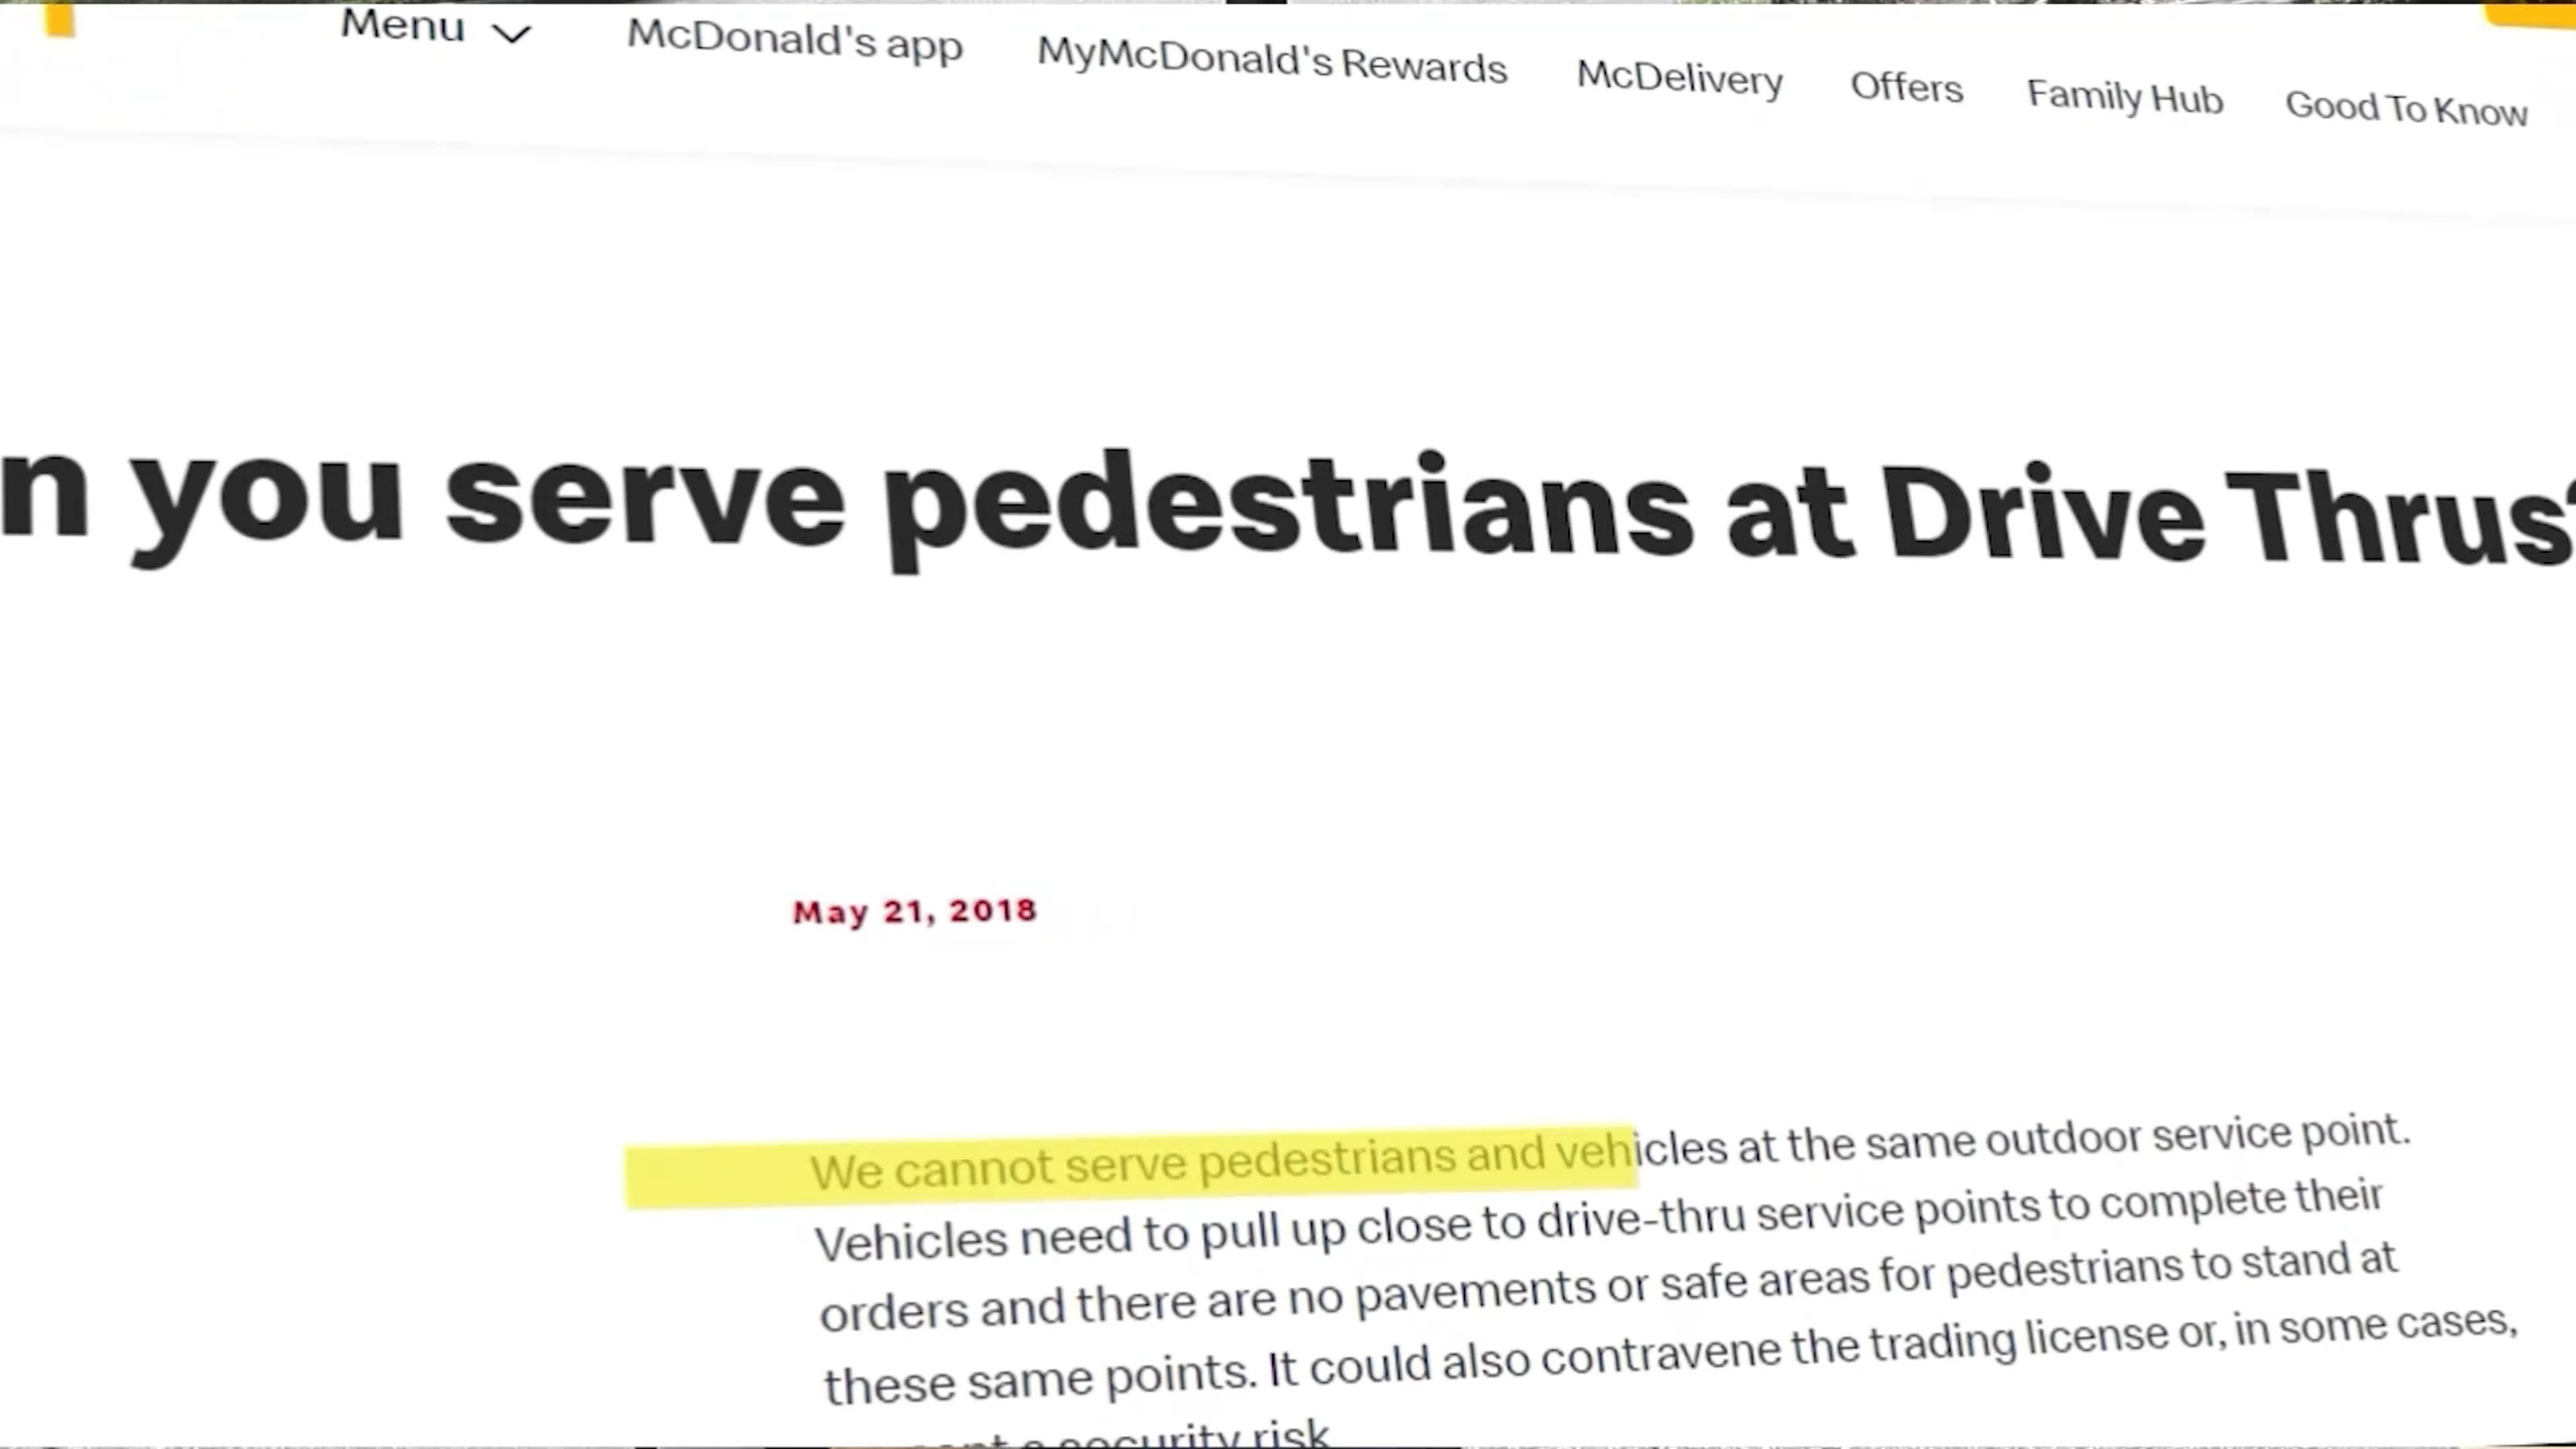 Menu
McDonald's app
MyMcDonald's Rewards
McDelivery
Offers
Family Hub
Good To Know
n you serve pedestrians at Drive Thrus?
May 21, 2018
We cannot serve pedestrians and vehicles at the same outdoor service point.
Vehicles need to pull up close to drive-thru service points to complete their
orders and there are no pavements or safe areas for pedestrians to stand at
these same points. It could also contravene the trading license or, in some cases,
a security risk